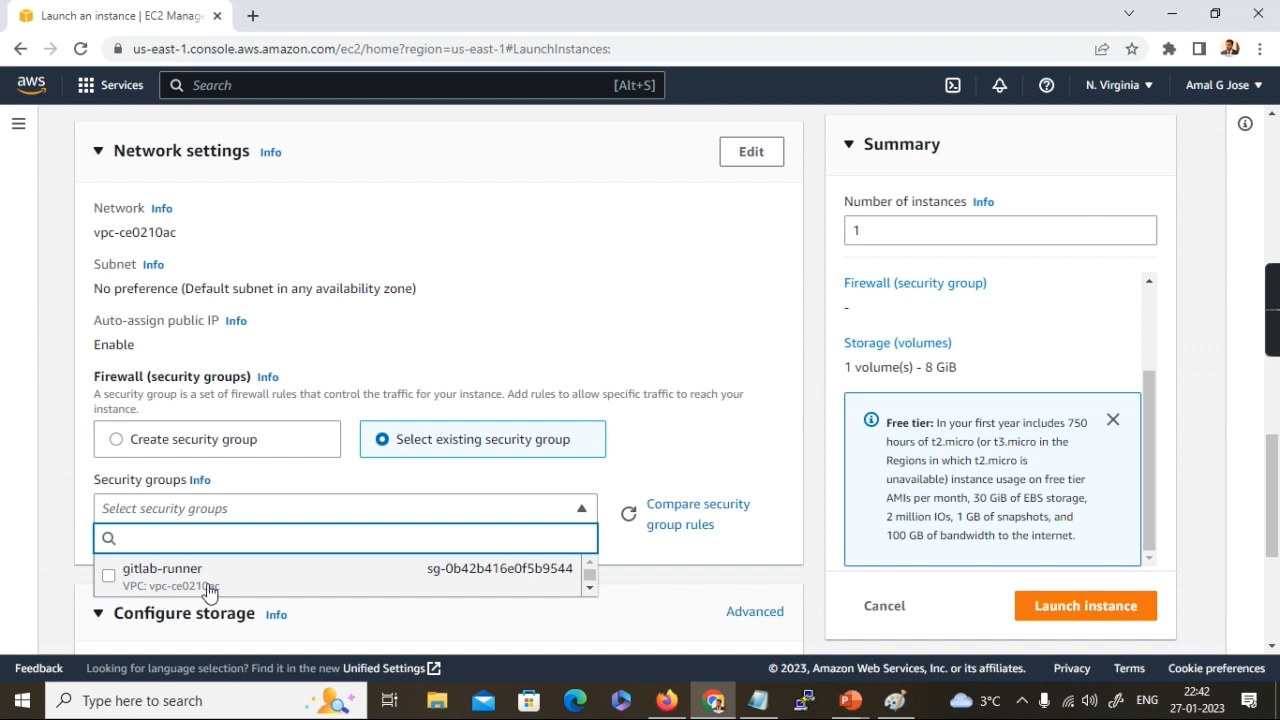 Launch an instance | EC2 Manag
us-east-1.console.aws.amazon.com/ec2/home?region=us-east-1#LaunchInstances:
aws
Services
Search
[Alt+S]
N. Virginia
Amal G Jose
Network settings Info
Edit
Network Info
vpc-ce0210ac
Subnet Info
No preference (Default subnet in any availability zone)
Auto-assign public IP Info
Enable
Firewall (security groups) Info
A security group is a set of firewall rules that control the traffic for your instance. Add rules to allow specific traffic to reach your
instance.
Create security group
Select existing security group
Security groups Info
Select security groups
Compare security
group rules
gitlab-runner
sg-0b42b416e0f5b9544
VPC: vpc-ce0210ac
Configure storage Info
Advanced
Summary
Number of instances Info
1
Firewall (security group)
-
Storage (volumes)
1 volume(s) - 8 GiB
Free tier: In your first year includes 750
hours of t2.micro (or t3.micro in the
Regions in which t2.micro is
unavailable) instance usage on free tier
AMIs per month, 30 GiB of EBS storage,
2 million IOs, 1 GB of snapshots, and
100 GB of bandwidth to the internet.
Cancel
Launch instance
Feedback
Looking for language selection? Find it in the new Unified Settings
© 2023, Amazon Web Services, Inc. or its affiliates.
Privacy
Terms
Cookie preferences
Type here to search
3°C
ENG
22:42
27-01-2023